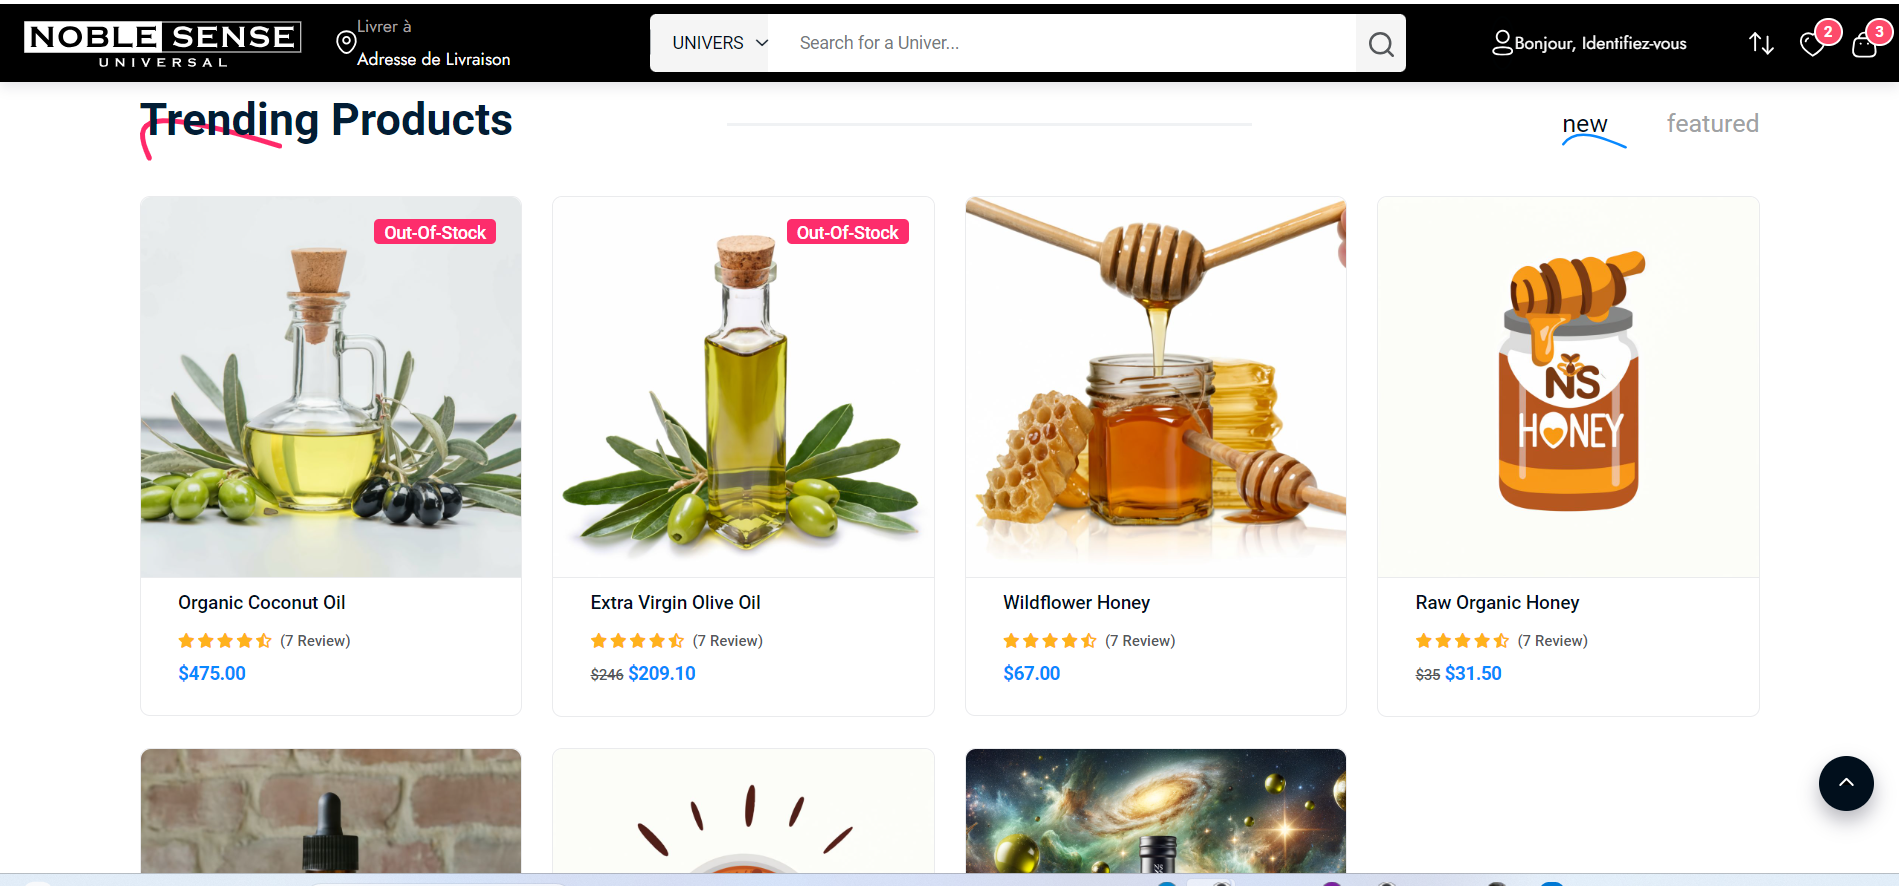 NOBLE SENSE
UNIVERSAL
Livrer à
Adresse de Livraison
UNIVERS
Search for a Univer...
Bonjour, Identifiez-vous
2
3
Trending Products
new
featured
Out-Of-Stock
Out-Of-Stock
NS
HONEY
Organic Coconut Oil
(7 Review)
$475.00
Extra Virgin Olive Oil
(7 Review)
$246 $209.10
Wildflower Honey
(7 Review)
$67.00
Raw Organic Honey
(7 Review)
$35 $31.50